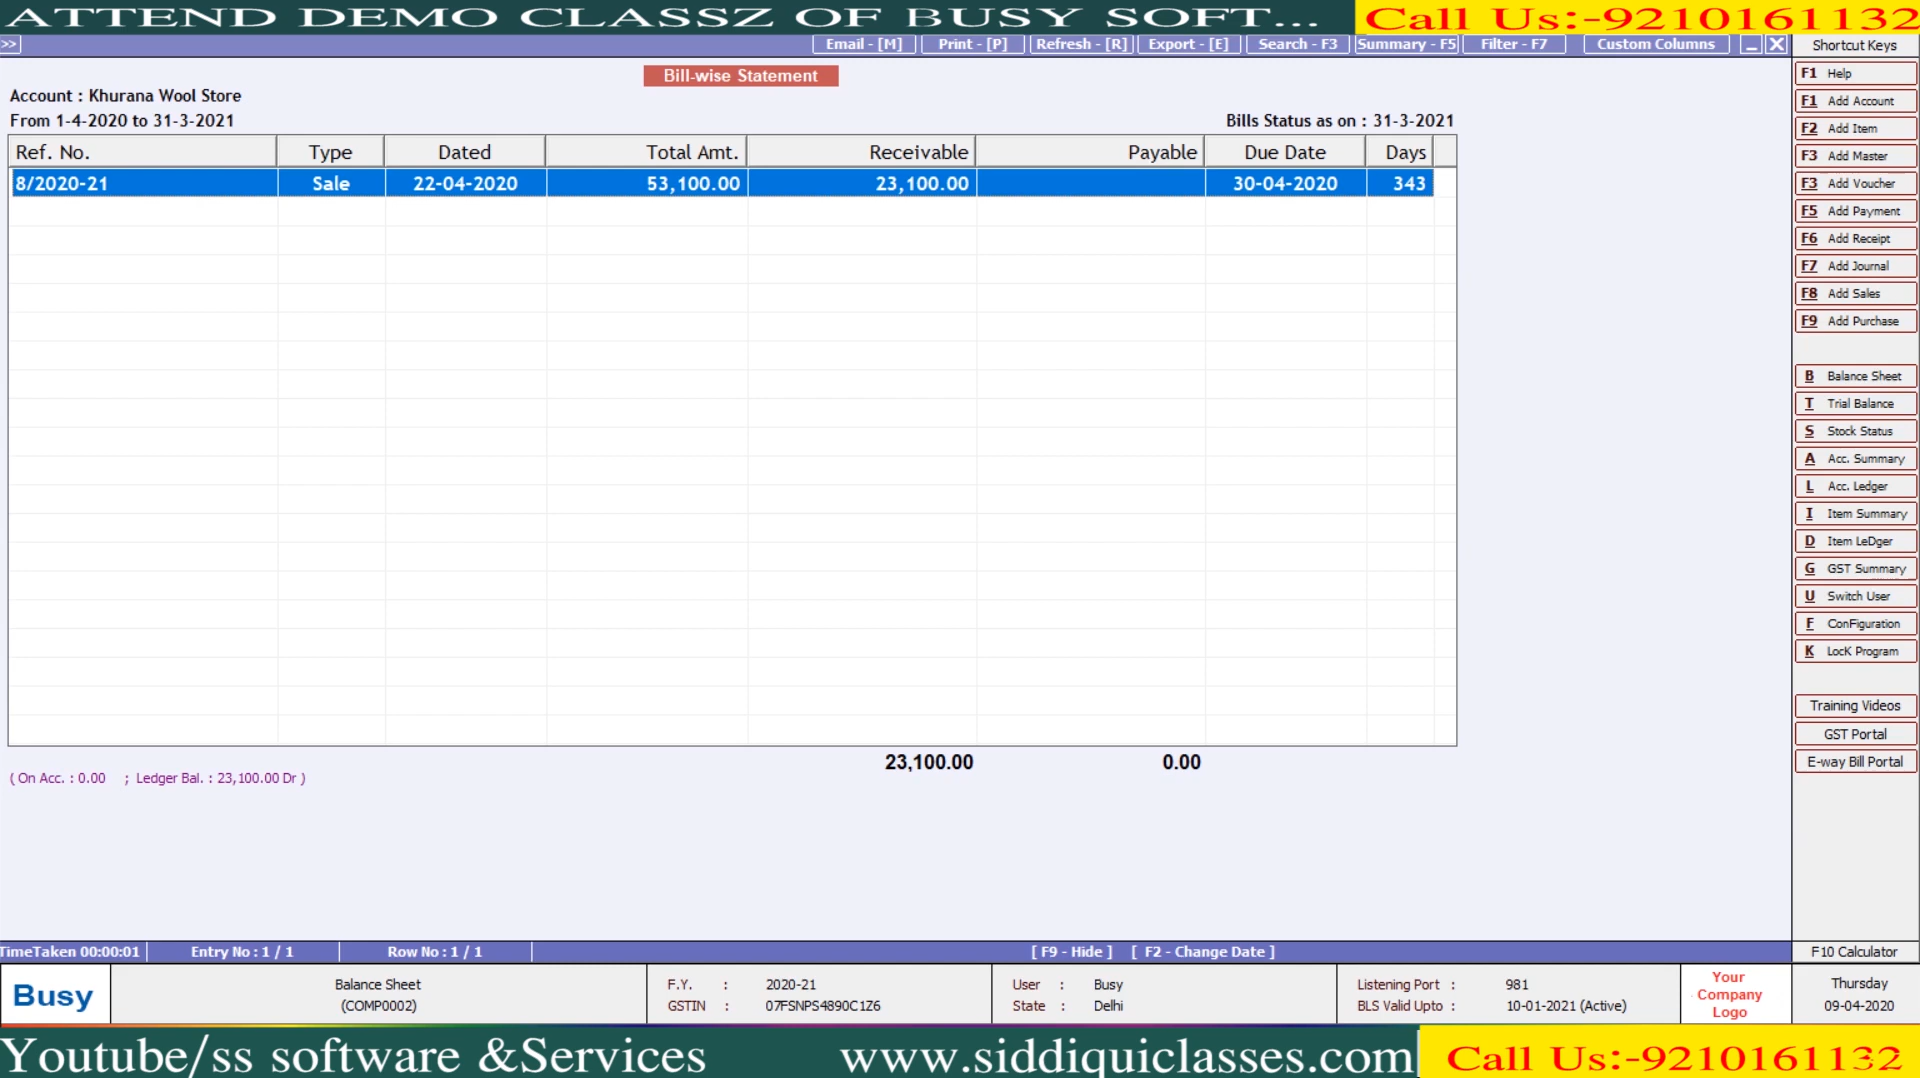 ATTEND DEMO CLASSZ OF BUSY SOFT...
Call Us:-9210161132
>>
Email - [M]
Print - [P]
Refresh - [R]
Export - [E]
Search - F3
Summary - F5
Filter - F7
Custom Columns
Shortcut Keys
Bill-wise Statement
Account : Khurana Wool Store
From 1-4-2020 to 31-3-2021
Bills Status as on : 31-3-2021
Ref. No. Type Dated Total Amt. Receivable Payable Due Date Days
8/2020-21 Sale 22-04-2020 53,100.00 23,100.00 30-04-2020 343
23,100.00 0.00
( On Acc. : 0.00 ; Ledger Bal. : 23,100.00 Dr )
F1 Help
F1 Add Account
F2 Add Item
F3 Add Master
F3 Add Voucher
F5 Add Payment
F6 Add Receipt
F7 Add Journal
F8 Add Sales
F9 Add Purchase
B Balance Sheet
T Trial Balance
S Stock Status
A Acc. Summary
L Acc. Ledger
I Item Summary
D Item LeDger
G GST Summary
U Switch User
F ConFiguration
K LocK Program
Training Videos
GST Portal
E-way Bill Portal
TimeTaken 00:00:01
Entry No : 1 / 1
Row No : 1 / 1
[ F9 - Hide ] [ F2 - Change Date ]
F10 Calculator
Busy
Balance Sheet
(COMP0002)
F.Y. : 2020-21
GSTIN : 07FSNPS4890C1Z6
User : Busy
State : Delhi
Listening Port : 981
BLS Valid Upto : 10-01-2021 (Active)
Your
Company
Logo
Thursday
09-04-2020
Youtube/ss software &Services
www.siddiquiclasses.com
Call Us:-9210161132